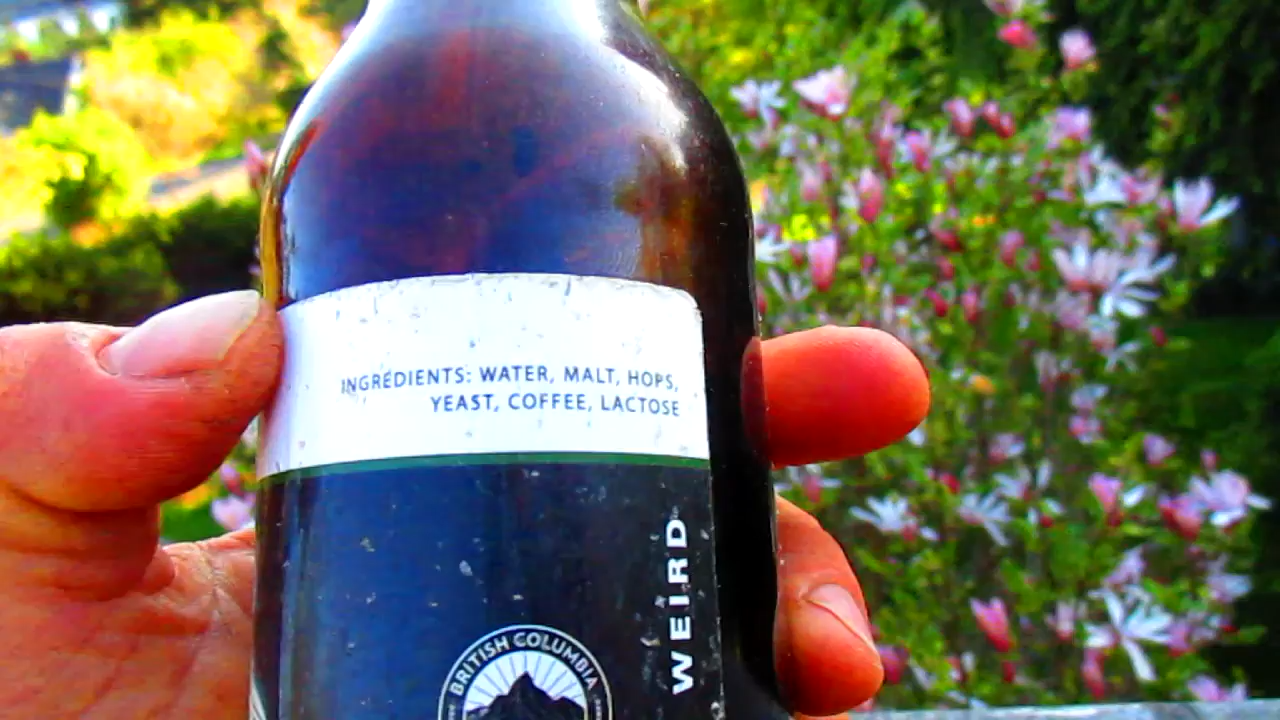 INGREDIENTS: WATER, MALT, HOPS,
YEAST, COFFEE, LACTOSE
WEiRD
BRITISH COLUMBIA